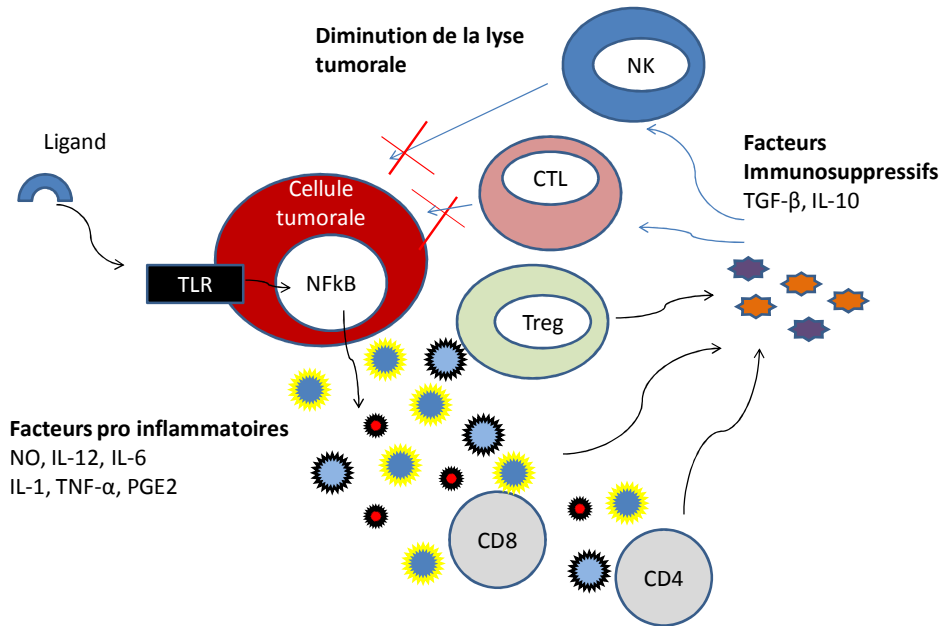 Diminution de la lyse
tumorale
NK
Ligand
Facteurs
Immunosuppressifs
TGF-β, IL-10
CTL
Cellule
tumorale
TLR
NFkB
Treg
Facteurs pro inflammatoires
NO, IL-12, IL-6
IL-1, TNF-α, PGE2
CD8
CD4